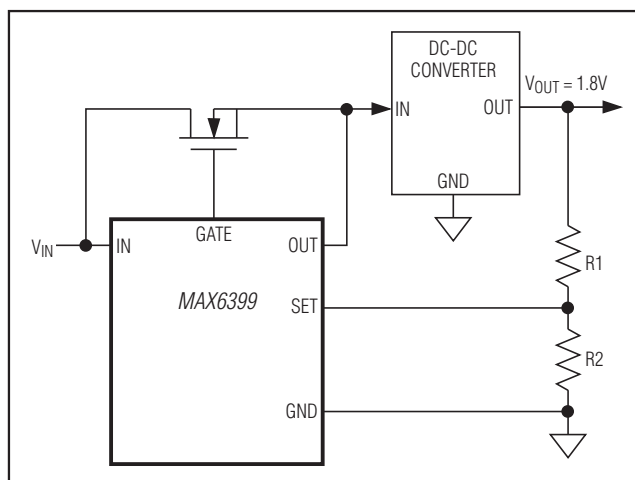 DC-DC
CONVERTER
IN
OUT
VOUT = 1.8V
GND
VIN
IN
GATE
OUT
MAX6399
SET
GND
R1
R2